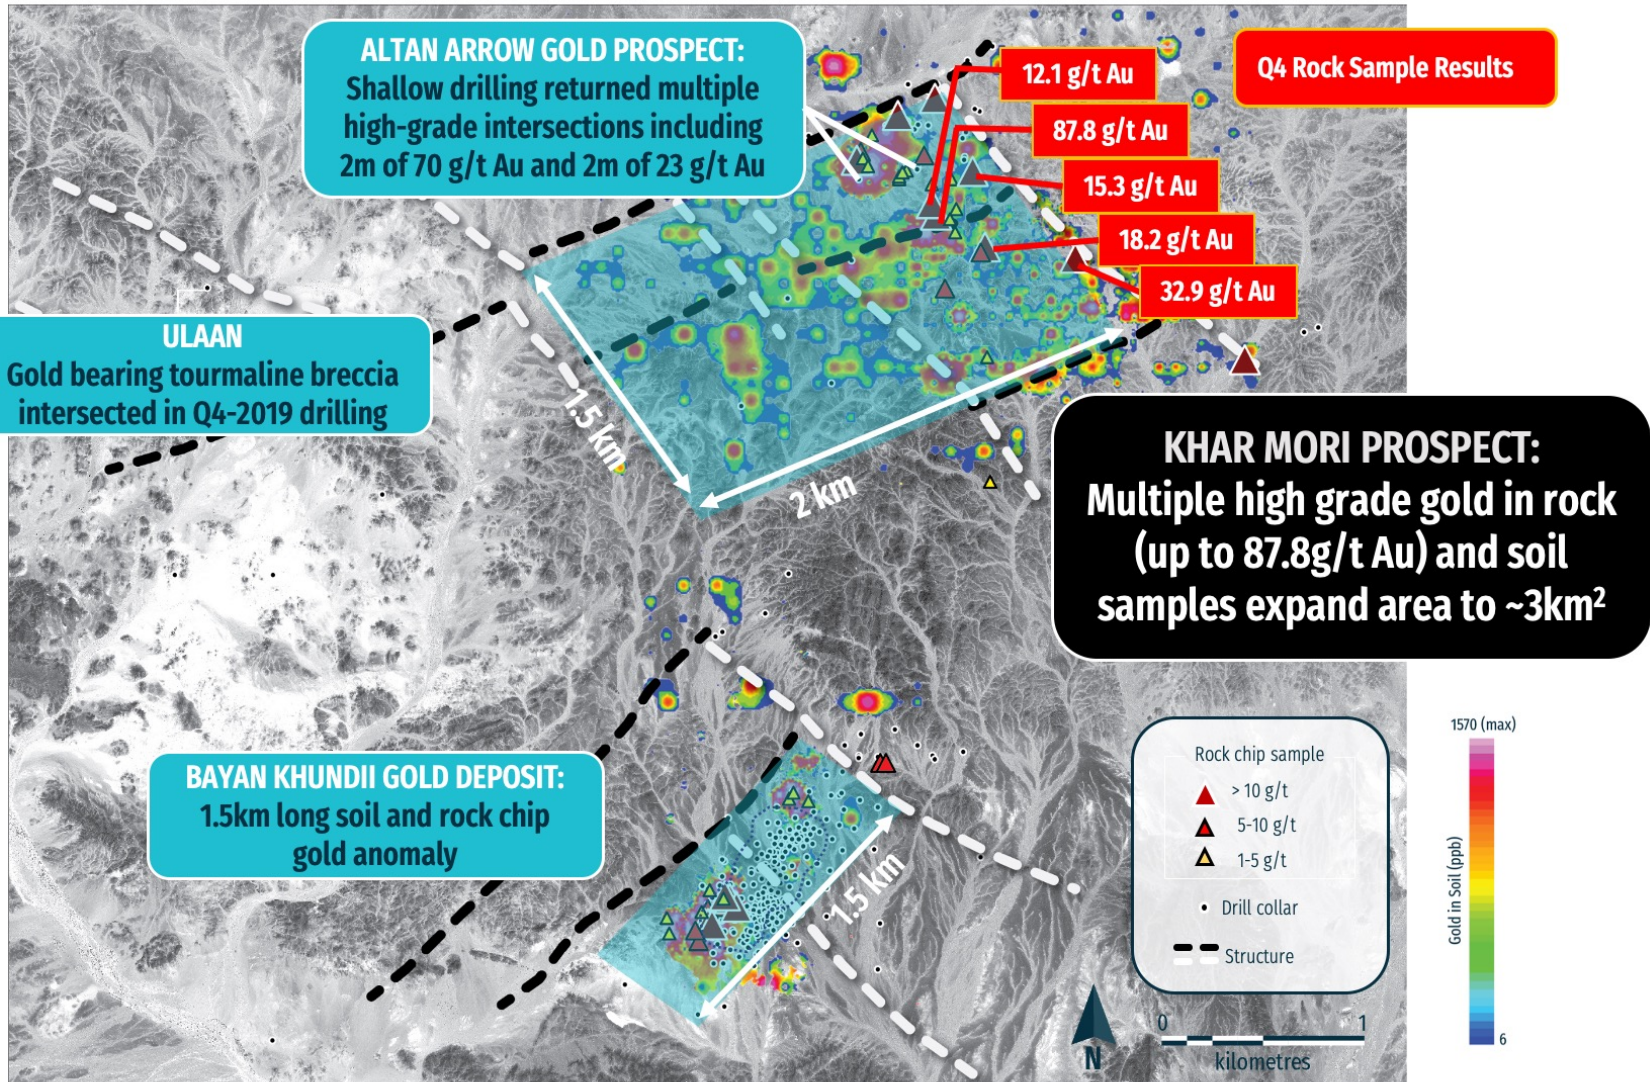 ALTAN ARROW GOLD PROSPECT:
Shallow drilling returned multiple
high-grade intersections including
2m of 70 g/t Au and 2m of 23 g/t Au
12.1 g/t Au
87.8 g/t Au
15.3 g/t Au
18.2 g/t Au
32.9 g/t Au
Q4 Rock Sample Results
ULAAN
Gold bearing tourmaline breccia
intersected in Q4-2019 drilling
1.5 km
2 km
KHAR MORI PROSPECT:
Multiple high grade gold in rock
(up to 87.8g/t Au) and soil
samples expand area to ~3km²
BAYAN KHUNDII GOLD DEPOSIT:
1.5km long soil and rock chip
gold anomaly
1.5 km
Rock chip sample
> 10 g/t
5-10 g/t
1-5 g/t
Drill collar
Structure
N
0 1
kilometres
1570 (max)
Gold in Soil (ppb)
6